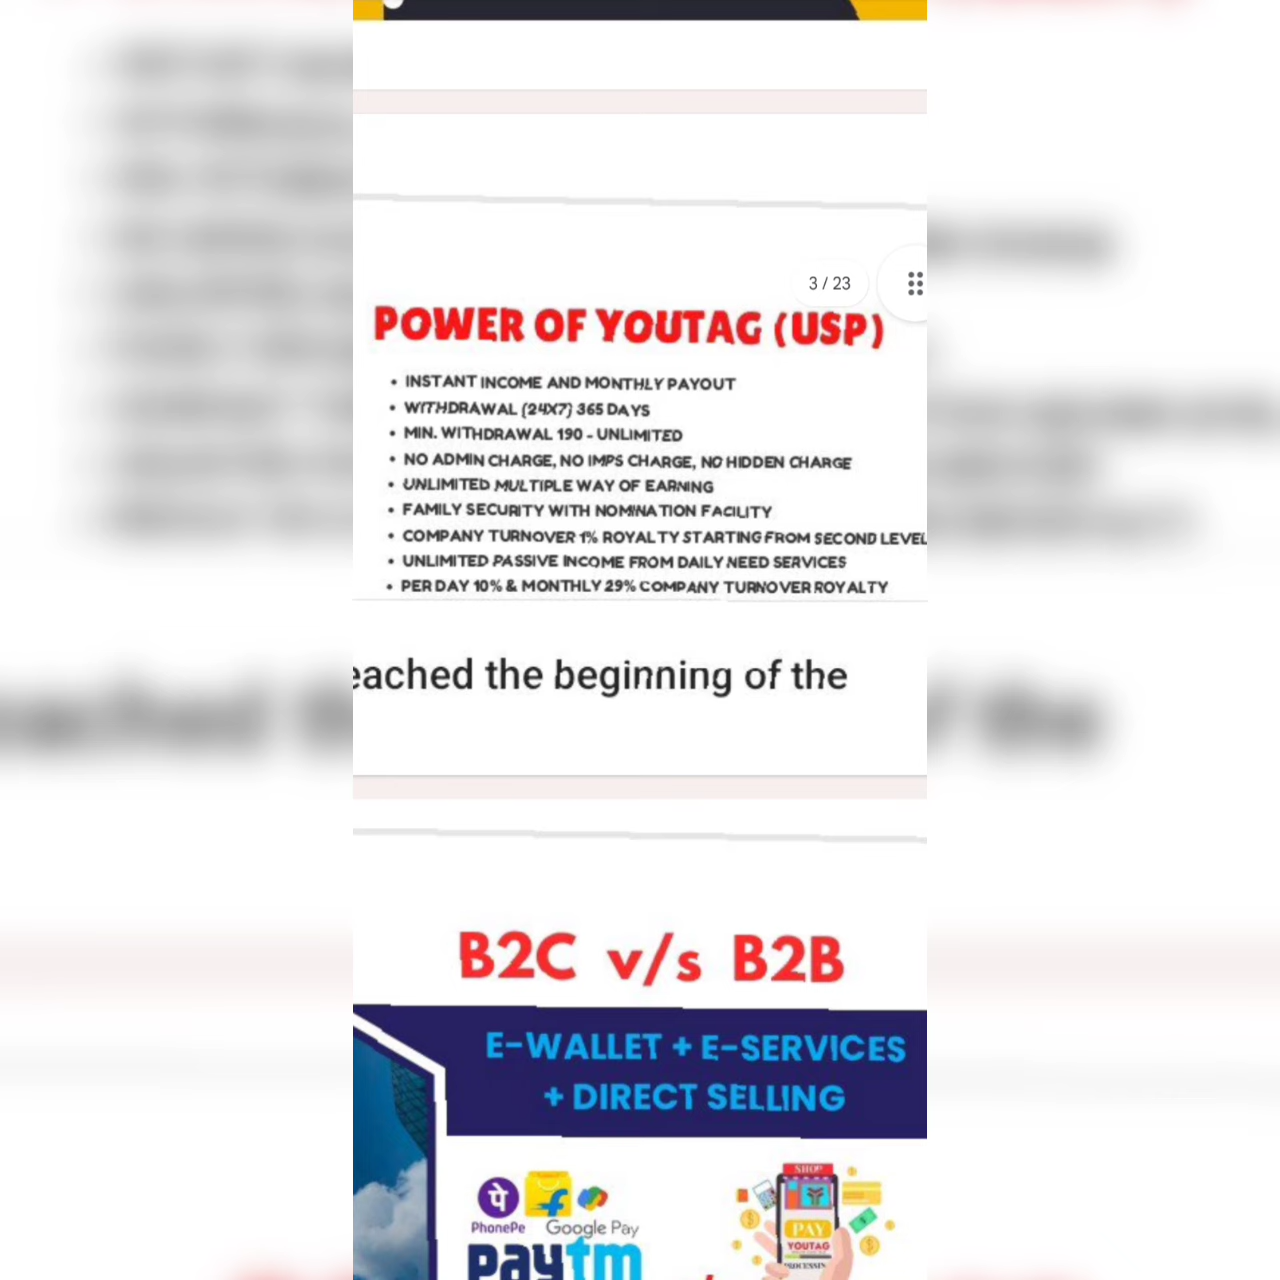 3 / 23
POWER OF YOUTAG (USP)
• INSTANT INCOME AND MONTHLY PAYOUT
• WITHDRAWAL (24X7) 365 DAYS
• MIN. WITHDRAWAL 190 - UNLIMITED
• NO ADMIN CHARGE, NO IMPS CHARGE, NO HIDDEN CHARGE
• UNLIMITED MULTIPLE WAY OF EARNING
• FAMILY SECURITY WITH NOMINATION FACILITY
• COMPANY TURNOVER 1% ROYALTY STARTING FROM SECOND LEVEL
• UNLIMITED PASSIVE INCOME FROM DAILY NEED SERVICES
• PER DAY 10% & MONTHLY 29% COMPANY TURNOVER ROYALTY
eached the beginning of the
B2C v/s B2B
E-WALLET + E-SERVICES
+ DIRECT SELLING
SHOP
पे
PhonePe
Google Pay
paytm
PAY
YOUTAG